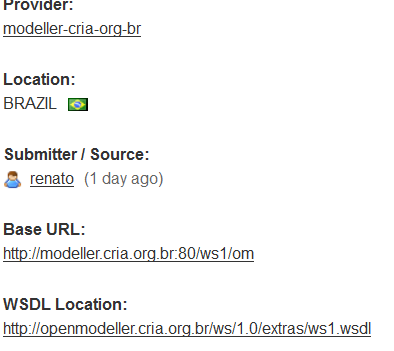 Provider:
modeller-cria-org-br
Location:
BRAZIL
Submitter / Source:
renato (1 day ago)
Base URL:
http://modeller.cria.org.br:80/ws1/om
WSDL Location:
http://openmodeller.cria.org.br/ws/1.0/extras/ws1.wsdl